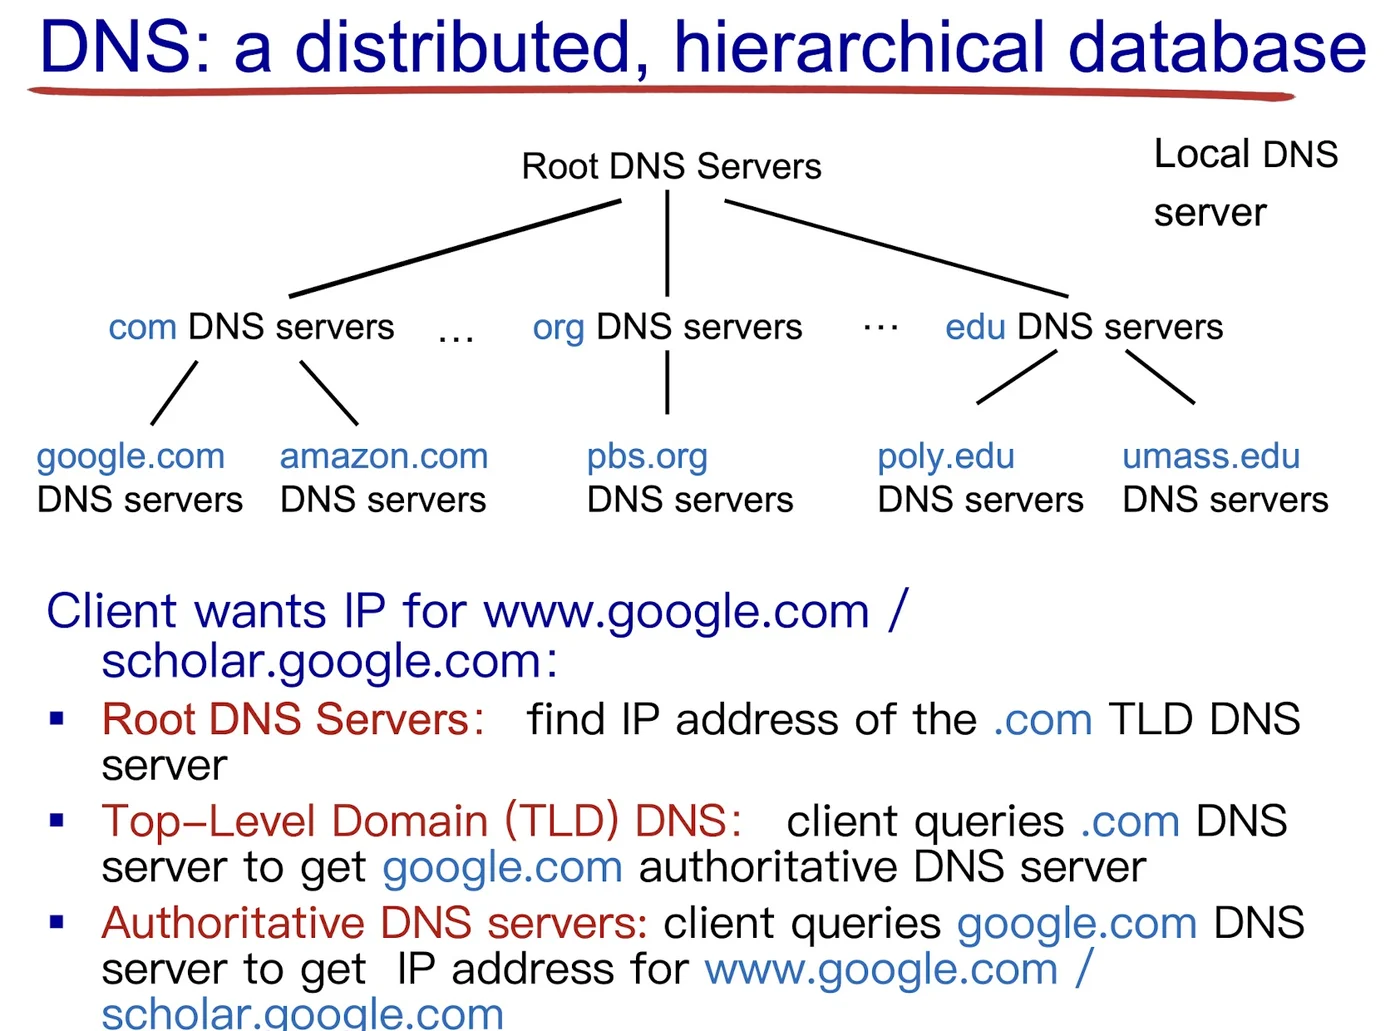 DNS: a distributed, hierarchical database
Root DNS Servers
Local DNS
server
com DNS servers
...
org DNS servers
...
edu DNS servers
google.com
DNS servers
amazon.com
DNS servers
pbs.org
DNS servers
poly.edu
DNS servers
umass.edu
DNS servers
Client wants IP for www.google.com /
scholar.google.com:
▪ Root DNS Servers: find IP address of the .com TLD DNS
server
▪ Top-Level Domain (TLD) DNS: client queries .com DNS
server to get google.com authoritative DNS server
▪ Authoritative DNS servers: client queries google.com DNS
server to get IP address for www.google.com /
scholar.google.com